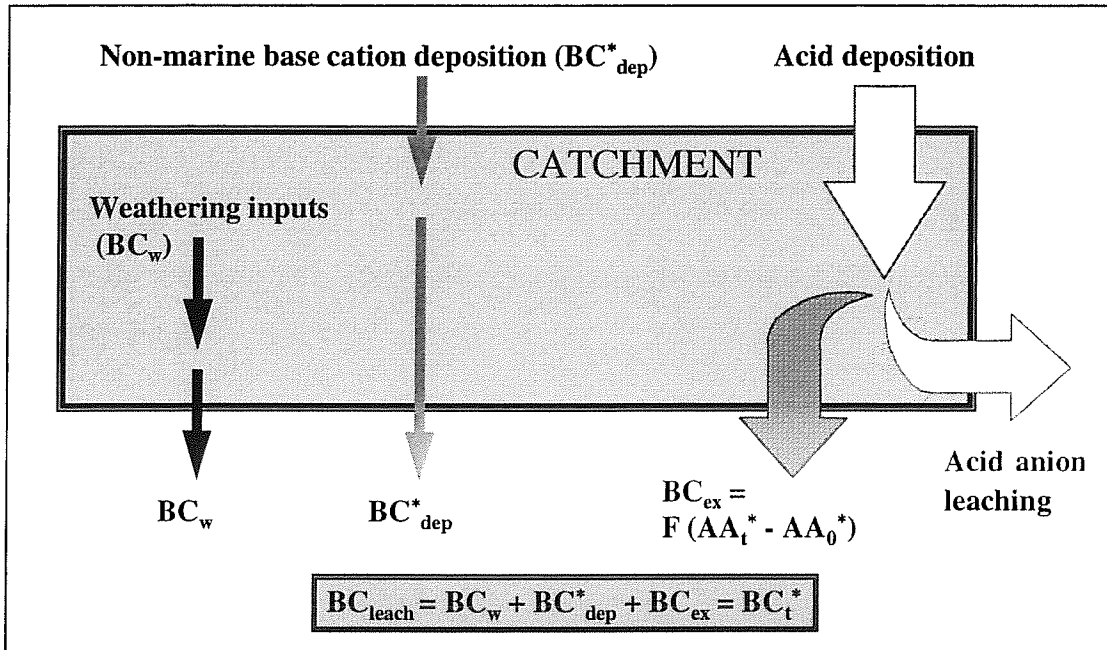 Non-marine base cation deposition (BC*dep)
Acid deposition
CATCHMENT
Weathering inputs
(BCw)
BCw
BC*dep
BCex =
F (AAt* - AA0*)
Acid anion
leaching
BCleach = BCw + BC*dep + BCex = BCt*